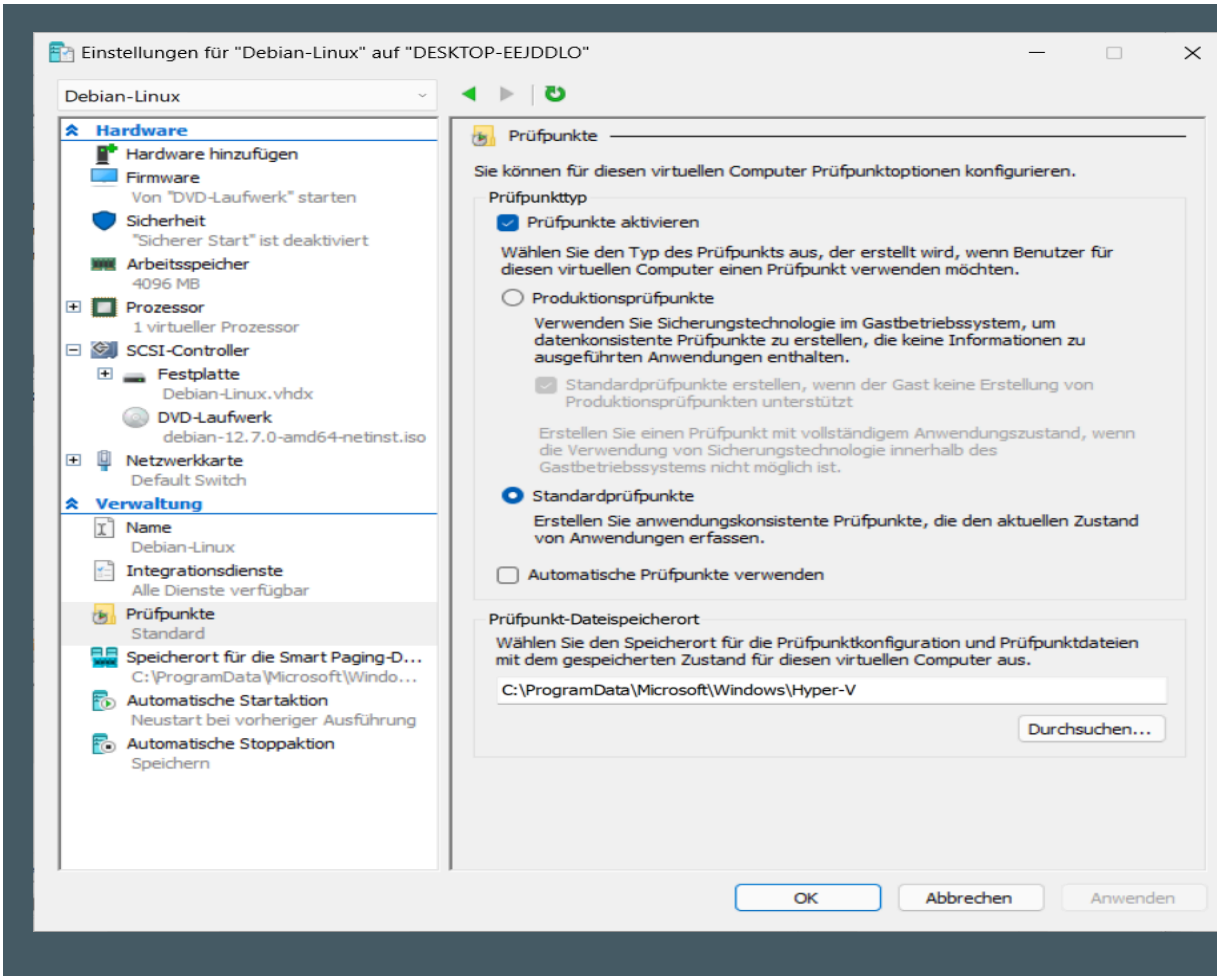 Einstellungen für "Debian-Linux" auf "DESKTOP-EEJDDLO"
Debian-Linux
Hardware
Hardware hinzufügen
Firmware
Von "DVD-Laufwerk" starten
Sicherheit
"Sicherer Start" ist deaktiviert
Arbeitsspeicher
4096 MB
Prozessor
1 virtueller Prozessor
SCSI-Controller
Festplatte
Debian-Linux.vhdx
DVD-Laufwerk
debian-12.7.0-amd64-netinst.iso
Netzwerkkarte
Default Switch
Verwaltung
Name
Debian-Linux
Integrationsdienste
Alle Dienste verfügbar
Prüfpunkte
Standard
Speicherort für die Smart Paging-D...
C:\ProgramData\Microsoft\Windo...
Automatische Startaktion
Neustart bei vorheriger Ausführung
Automatische Stoppaktion
Speichern
Prüfpunkte
Sie können für diesen virtuellen Computer Prüfpunktoptionen konfigurieren.
Prüfpunkttyp
Prüfpunkte aktivieren
Wählen Sie den Typ des Prüfpunkts aus, der erstellt wird, wenn Benutzer für
diesen virtuellen Computer einen Prüfpunkt verwenden möchten.
Produktionsprüfpunkte
Verwenden Sie Sicherungstechnologie im Gastbetriebssystem, um
datenkonsistente Prüfpunkte zu erstellen, die keine Informationen zu
ausgeführten Anwendungen enthalten.
Standardprüfpunkte erstellen, wenn der Gast keine Erstellung von
Produktionsprüfpunkten unterstützt
Erstellen Sie einen Prüfpunkt mit vollständigem Anwendungszustand, wenn
die Verwendung von Sicherungstechnologie innerhalb des
Gastbetriebssystems nicht möglich ist.
Standardprüfpunkte
Erstellen Sie anwendungskonsistente Prüfpunkte, die den aktuellen Zustand
von Anwendungen erfassen.
Automatische Prüfpunkte verwenden
Prüfpunkt-Dateispeicherort
Wählen Sie den Speicherort für die Prüfpunktkonfiguration und Prüfpunktdateien
mit dem gespeicherten Zustand für diesen virtuellen Computer aus.
C:\ProgramData\Microsoft\Windows\Hyper-V
Durchsuchen...
OK
Abbrechen
Anwenden